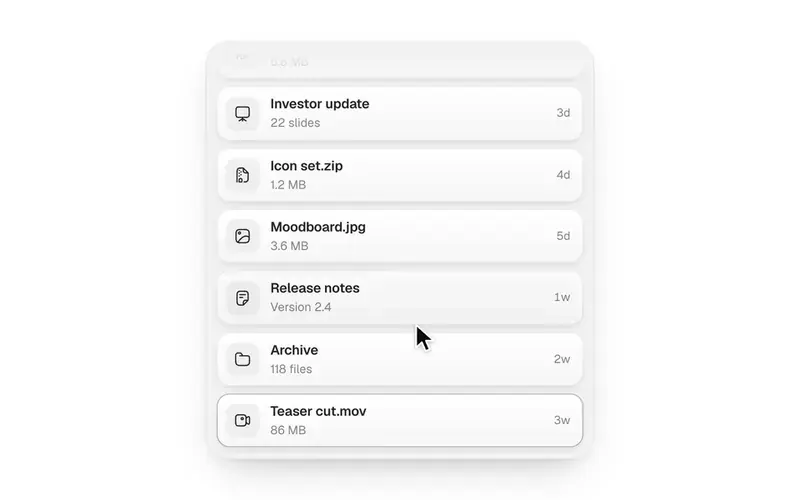 Investor update
22 slides
3d
Icon set.zip
1.2 MB
4d
Moodboard.jpg
3.6 MB
5d
Release notes
Version 2.4
1w
Archive
118 files
2w
Teaser cut.mov
86 MB
3w